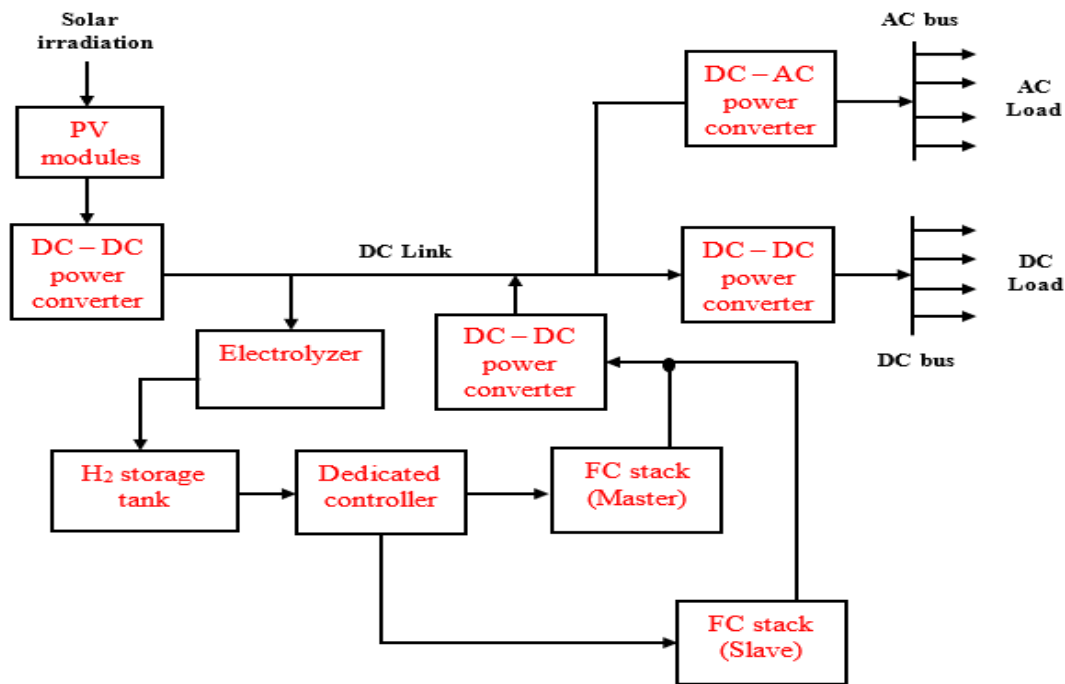 Solar
irradiation
PV
modules
DC – DC
power
converter
DC Link
Electrolyzer
H2 storage
tank
Dedicated
controller
FC stack
(Master)
FC stack
(Slave)
DC – DC
power
converter
DC – AC
power
converter
AC bus
AC
Load
DC – DC
power
converter
DC
Load
DC bus